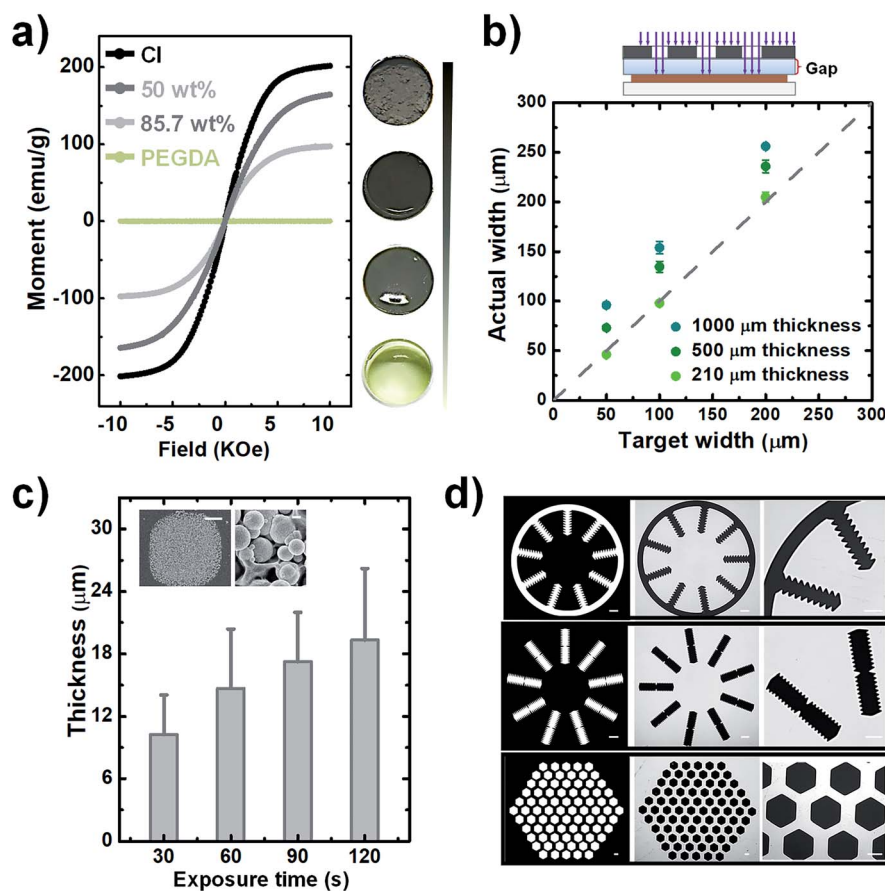 a)
CI
50 wt%
85.7 wt%
PEGDA
200
100
0
-100
-200
Moment (emu/g)
-10
-5
0
5
10
Field (KOe)
b)
Gap
300
250
200
150
100
50
0
Actual width (μm)
1000 μm thickness
500 μm thickness
210 μm thickness
0
50
100
150
200
250
300
Target width (μm)
c)
33
30
24
18
12
6
0
Thickness (μm)
30
60
90
120
Exposure time (s)
d)